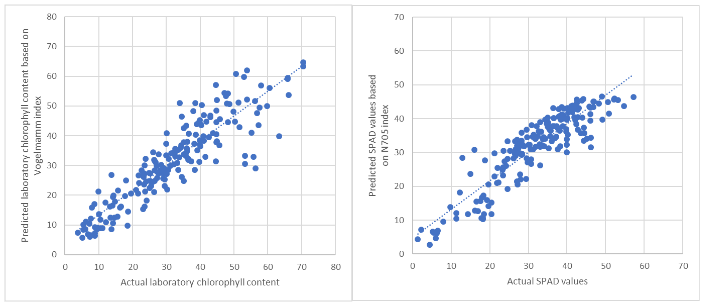 Predicted laboratory chlorophyll content based on
Vogelmamm index
80
70
60
50
40
30
20
10
0
0 10 20 30 40 50 60 70 80
Actual laboratory chlorophyll content
Predicted SPAD values based
on N705 index
70
60
50
40
30
20
10
0
0 10 20 30 40 50 60 70
Actual SPAD values